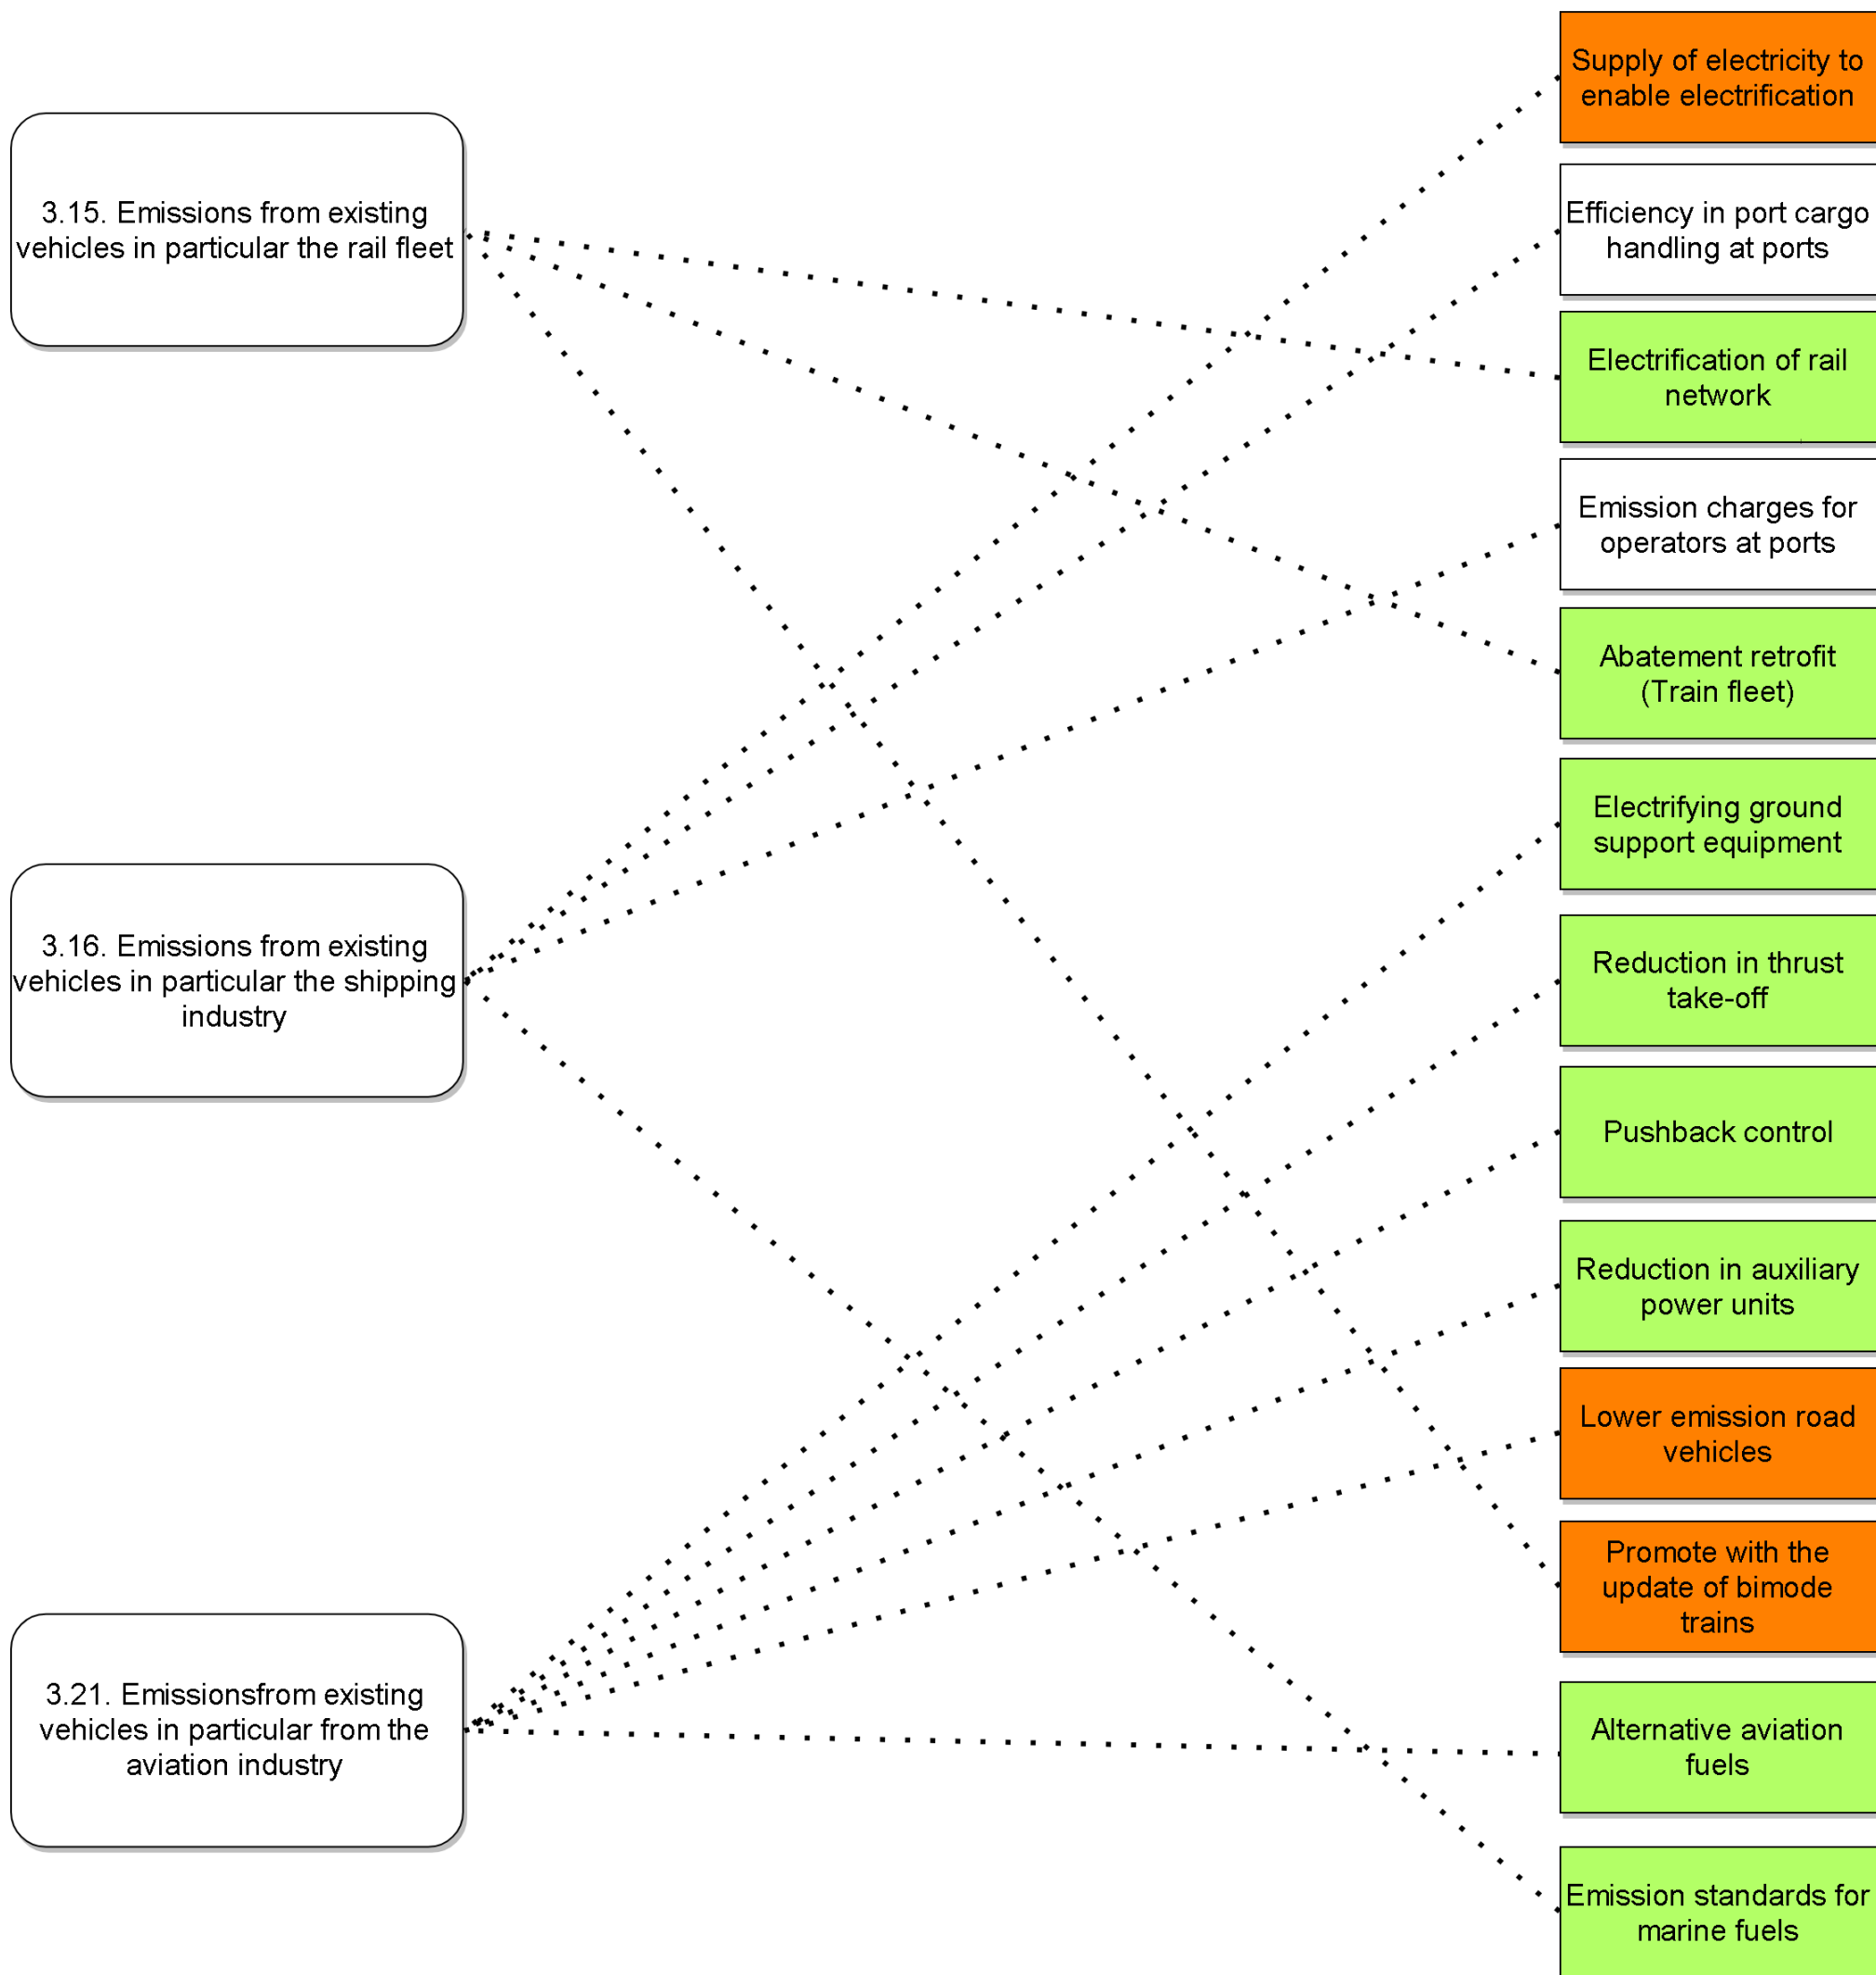 3.15. Emissions from existing
vehicles in particular the rail fleet
3.16. Emissions from existing
vehicles in particular the shipping
industry
3.21. Emissionsfrom existing
vehicles in particular from the
aviation industry
Supply of electricity to
enable electrification
Efficiency in port cargo
handling at ports
Electrification of rail
network
Emission charges for
operators at ports
Abatement retrofit
(Train fleet)
Electrifying ground
support equipment
Reduction in thrust
take-off
Pushback control
Reduction in auxiliary
power units
Lower emission road
vehicles
Promote with the
update of bimode
trains
Alternative aviation
fuels
Emission standards for
marine fuels